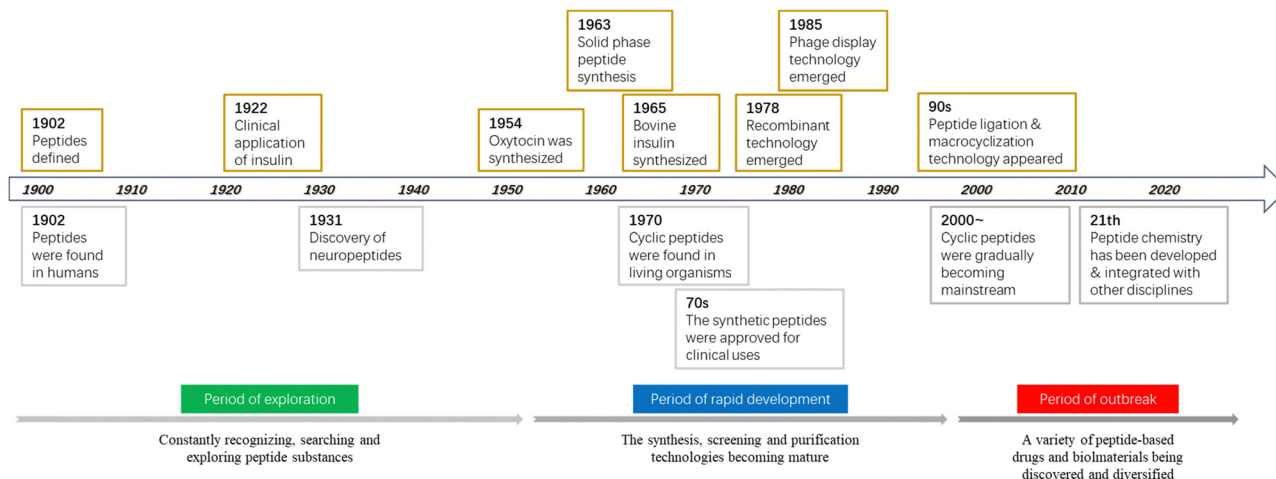 1963
Solid phase
peptide
synthesis
1985
Phage display
technology
emerged
1902
Peptides
defined
1922
Clinical
application
of insulin
1954
Oxytocin was
synthesized
1965
Bovine
insulin
synthesized
1978
Recombinant
technology
emerged
90s
Peptide ligation &
macrocyclization
technology appeared
1900 1910 1920 1930 1940 1950 1960 1970 1980 1990 2000 2010 2020
1902
Peptides
were found
in humans
1931
Discovery of
neuropeptides
1970
Cyclic peptides
were found in
living organisms
2000~
Cyclic peptides
were gradually
becoming
mainstream
21th
Peptide chemistry
has been developed
& integrated with
other disciplines
70s
The synthetic peptides
were approved for
clinical uses
Period of exploration
Period of rapid development
Period of outbreak
Constantly recognizing, searching and
exploring peptide substances
The synthesis, screening and purification
technologies becoming mature
A variety of peptide-based
drugs and biolmaterials being
discovered and diversified